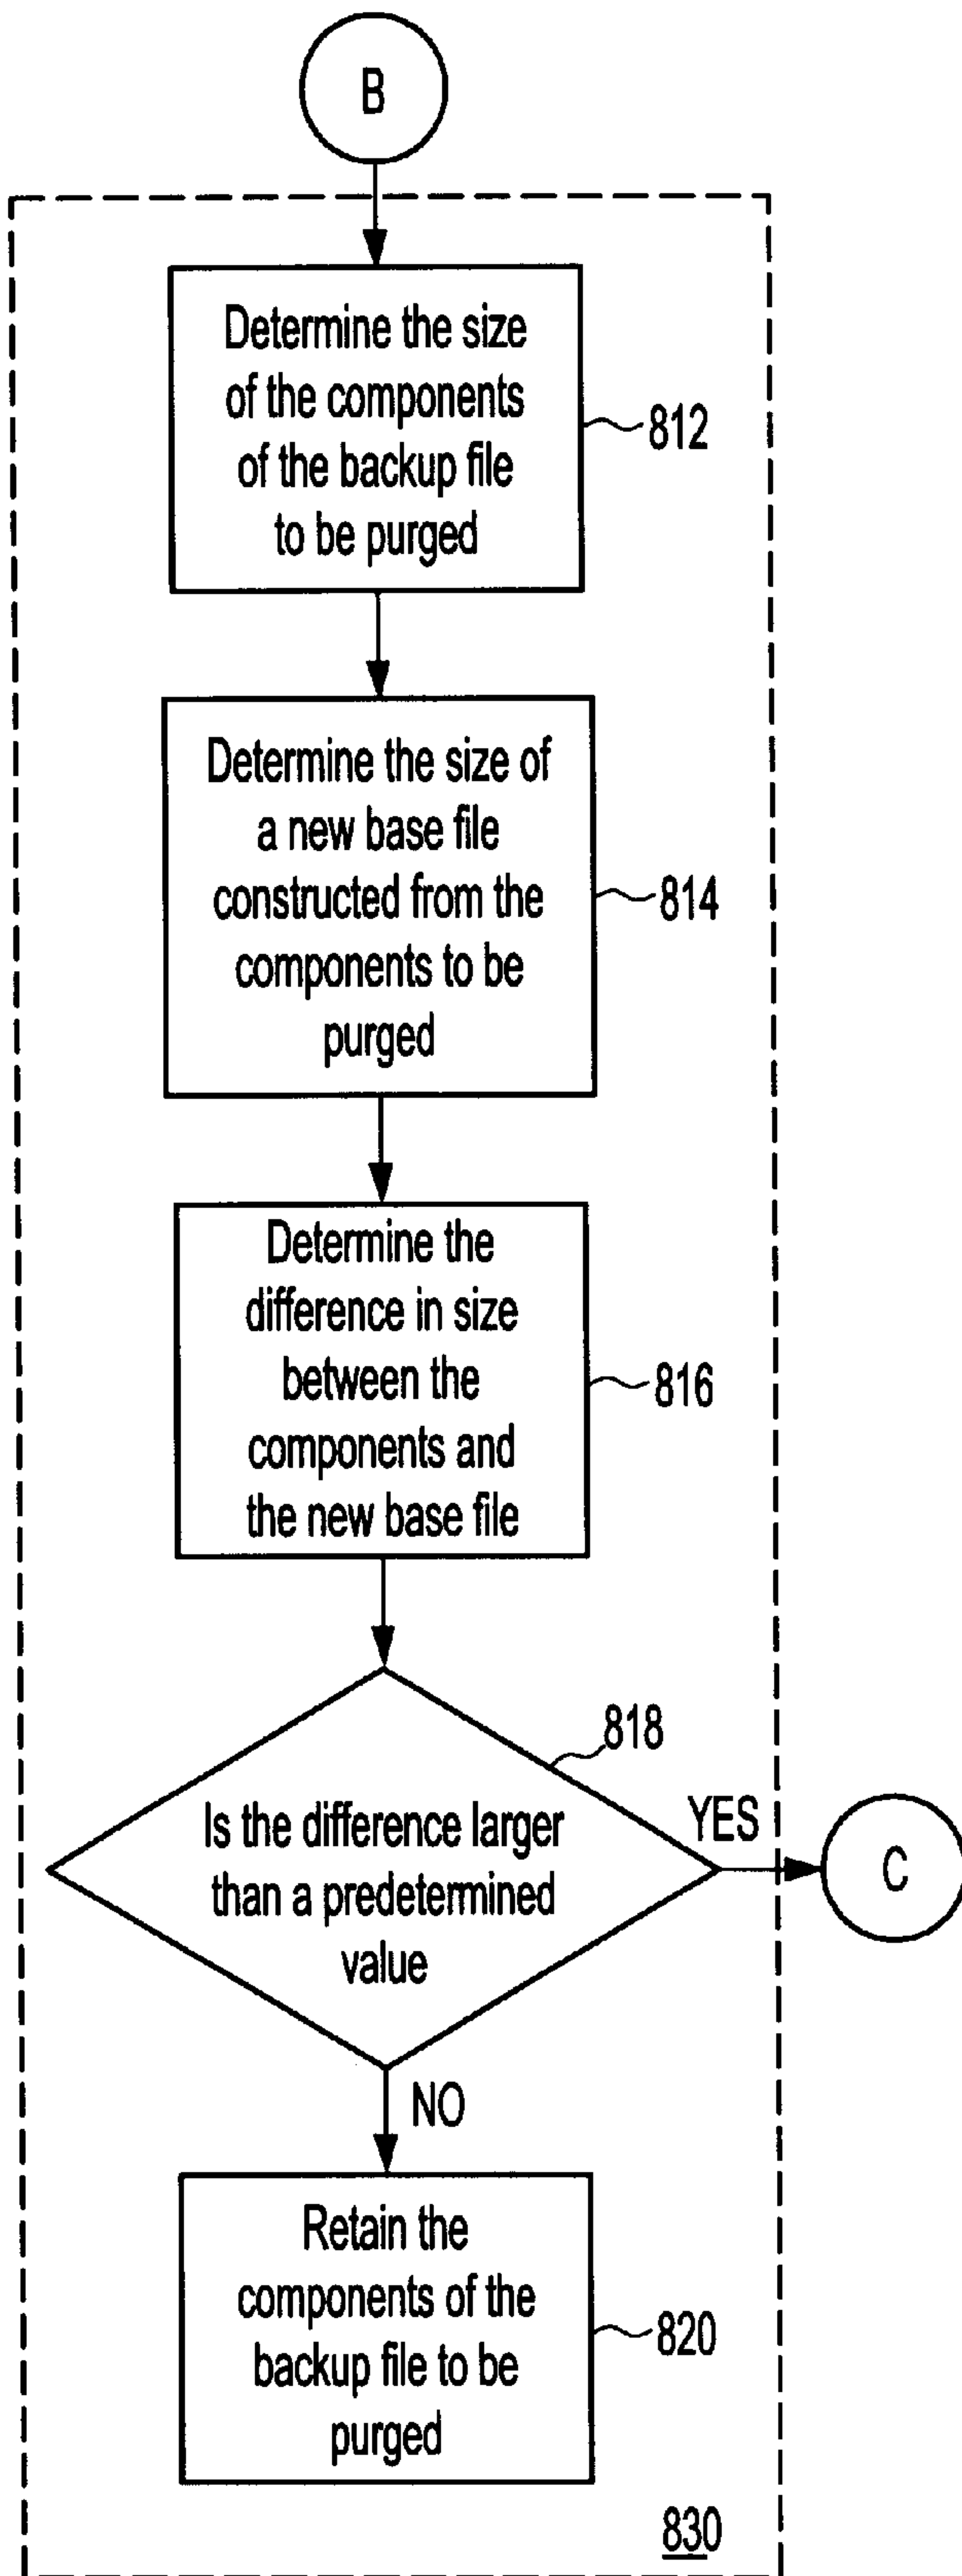 B
Determine the size
of the components
of the backup file
to be purged
812
Determine the size of
a new base file
constructed from the
components to be
purged
814
Determine the
difference in size
between the
components and
the new base file
816
818
Is the difference larger
than a predetermined
value
YES
C
NO
Retain the
components of the
backup file to be
purged
820
830